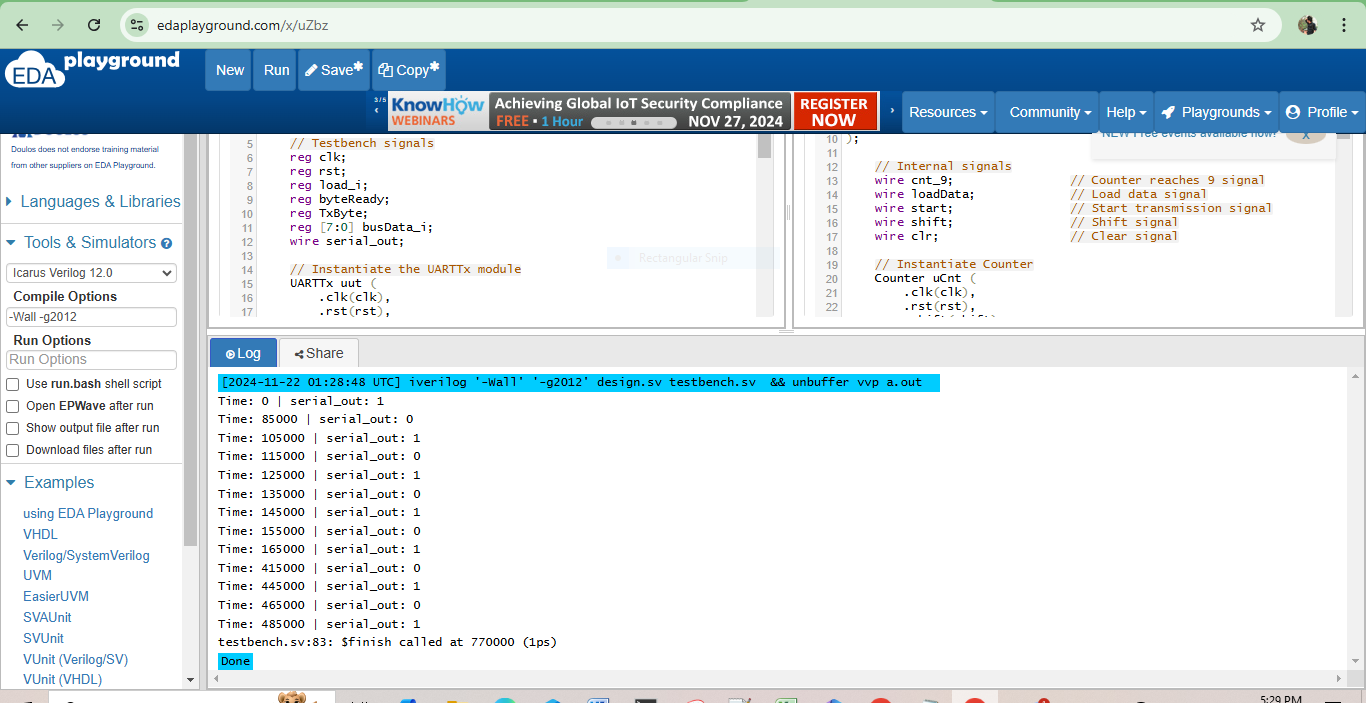 edaplayground.com/x/uZbz
EDA playground
New
Run
Save*
Copy*
3/5
KnowHow
WEBINARS
Achieving Global IoT Security Compliance
FREE • 1 Hour
NOV 27, 2024
REGISTER
NOW
Resources
Community
Help
Playgrounds
Profile
Doulos does not endorse training material
from other suppliers on EDA Playground.
Languages & Libraries
Tools & Simulators
Icarus Verilog 12.0
Compile Options
-Wall -g2012
Run Options
Run Options
Use run.bash shell script
Open EPWave after run
Show output file after run
Download files after run
Examples
using EDA Playground
VHDL
Verilog/SystemVerilog
UVM
EasierUVM
SVAUnit
SVUnit
VUnit (Verilog/SV)
VUnit (VHDL)
5 // Testbench signals
6 reg clk;
7 reg rst;
8 reg load_i;
9 reg byteReady;
10 reg TxByte;
11 reg [7:0] busData_i;
12 wire serial_out;
13
14 // Instantiate the UARTTx module
15 UARTTx uut (
16 .clk(clk),
17 .rst(rst),
Rectangular Snip
NEW Free events available now!
X
10 );
11
12 // Internal signals
13 wire cnt_9; // Counter reaches 9 signal
14 wire loadData; // Load data signal
15 wire start; // Start transmission signal
16 wire shift; // Shift signal
17 wire clr; // Clear signal
18
19 // Instantiate Counter
20 Counter uCnt (
21 .clk(clk),
22 .rst(rst),
Log
Share
[2024-11-22 01:28:48 UTC] iverilog '-Wall' '-g2012' design.sv testbench.sv && unbuffer vvp a.out
Time: 0 | serial_out: 1
Time: 85000 | serial_out: 0
Time: 105000 | serial_out: 1
Time: 115000 | serial_out: 0
Time: 125000 | serial_out: 1
Time: 135000 | serial_out: 0
Time: 145000 | serial_out: 1
Time: 155000 | serial_out: 0
Time: 165000 | serial_out: 1
Time: 415000 | serial_out: 0
Time: 445000 | serial_out: 1
Time: 465000 | serial_out: 0
Time: 485000 | serial_out: 1
testbench.sv:83: $finish called at 770000 (1ps)
Done
5:29 PM